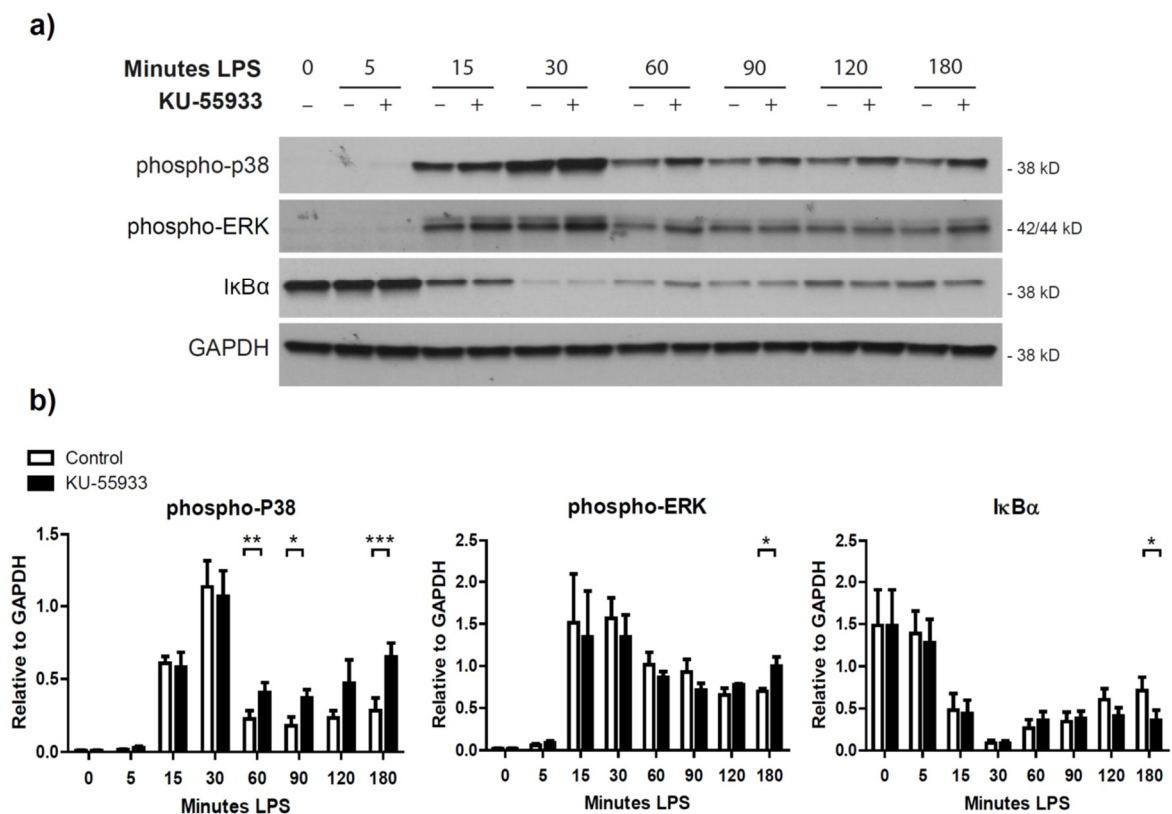 a)
Minutes LPS 0 5 15 30 60 90 120 180
KU-55933 – – + – + – + – + – + – + – +
phospho-p38 - 38 kD
phospho-ERK - 42/44 kD
IκBα - 38 kD
GAPDH - 38 kD
b)
Control
KU-55933
phospho-P38
Relative to GAPDH
1.5
1.0
0.5
0.0
** * ***
0 5 15 30 60 90 120 180
Minutes LPS
phospho-ERK
Relative to GAPDH
2.5
2.0
1.5
1.0
0.5
0.0
*
0 5 15 30 60 90 120 180
Minutes LPS
IκBα
Relative to GAPDH
2.5
2.0
1.5
1.0
0.5
0.0
*
0 5 15 30 60 90 120 180
Minutes LPS